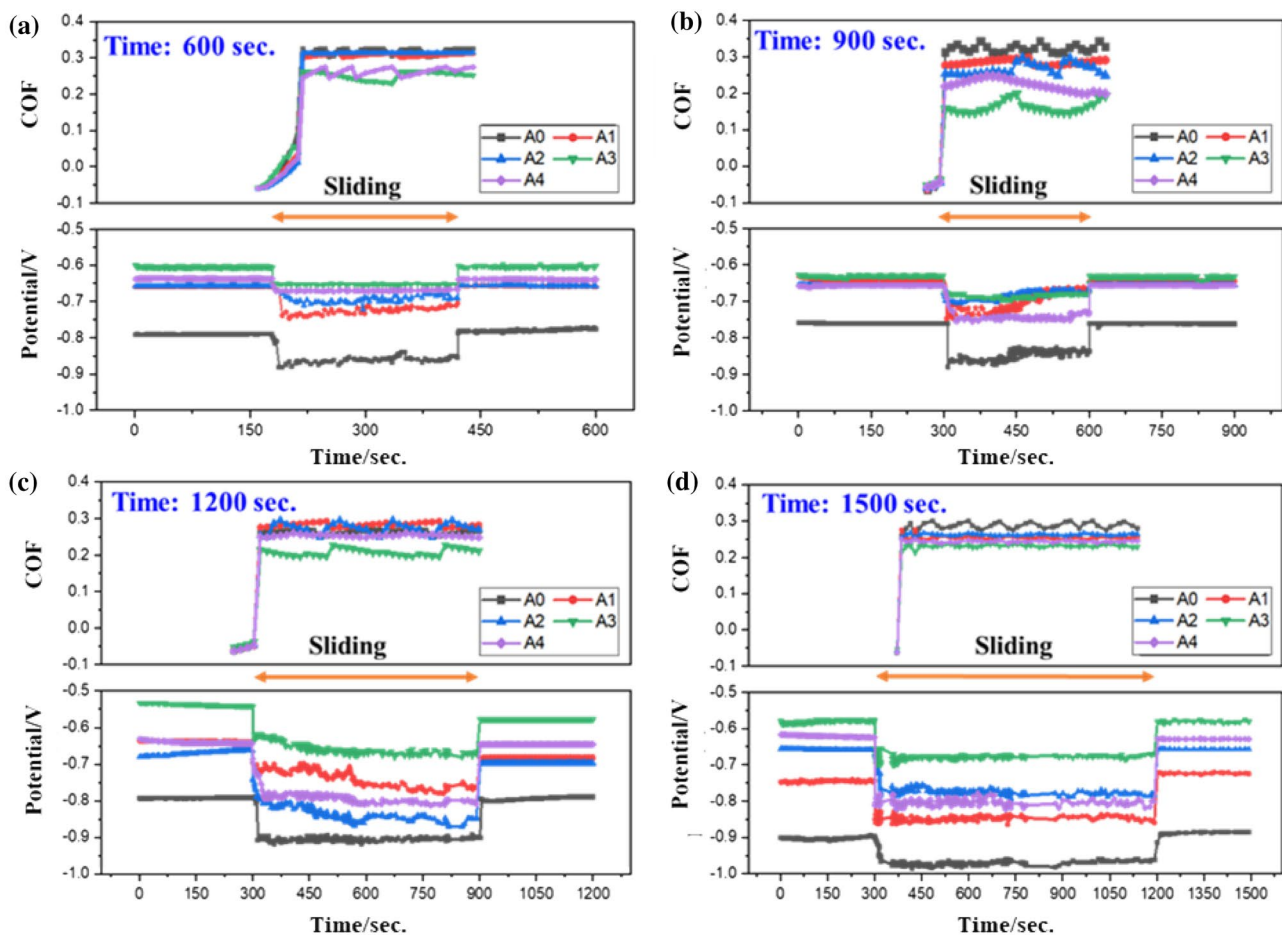 (a)
Time: 600 sec.
0.4
0.3
0.2
0.1
0.0
-0.1
COF
A0 A1
A2 A3
A4
Sliding
-0.5
-0.6
-0.7
-0.8
-0.9
-1.0
Potential/V
0 150 300 450 600
Time/sec.
(b)
Time: 900 sec.
0.4
0.3
0.2
0.1
0.0
-0.1
COF
A0 A1
A2 A3
A4
Sliding
-0.5
-0.6
-0.7
-0.8
-0.9
-1.0
Potential/V
0 150 300 450 600 750 900
Time/sec.
(c)
Time: 1200 sec.
0.4
0.3
0.2
0.1
0.0
-0.1
COF
A0 A1
A2 A3
A4
Sliding
-0.5
-0.6
-0.7
-0.8
-0.9
-1.0
Potential/V
0 150 300 450 600 750 900 1050 1200
Time/sec.
(d)
Time: 1500 sec.
0.4
0.3
0.2
0.1
0.0
-0.1
COF
A0 A1
A2 A3
A4
Sliding
-0.5
-0.6
-0.7
-0.8
-0.9
-1.0
Potential/V
0 150 300 450 600 750 900 1050 1200 1350 1500
Time/sec.